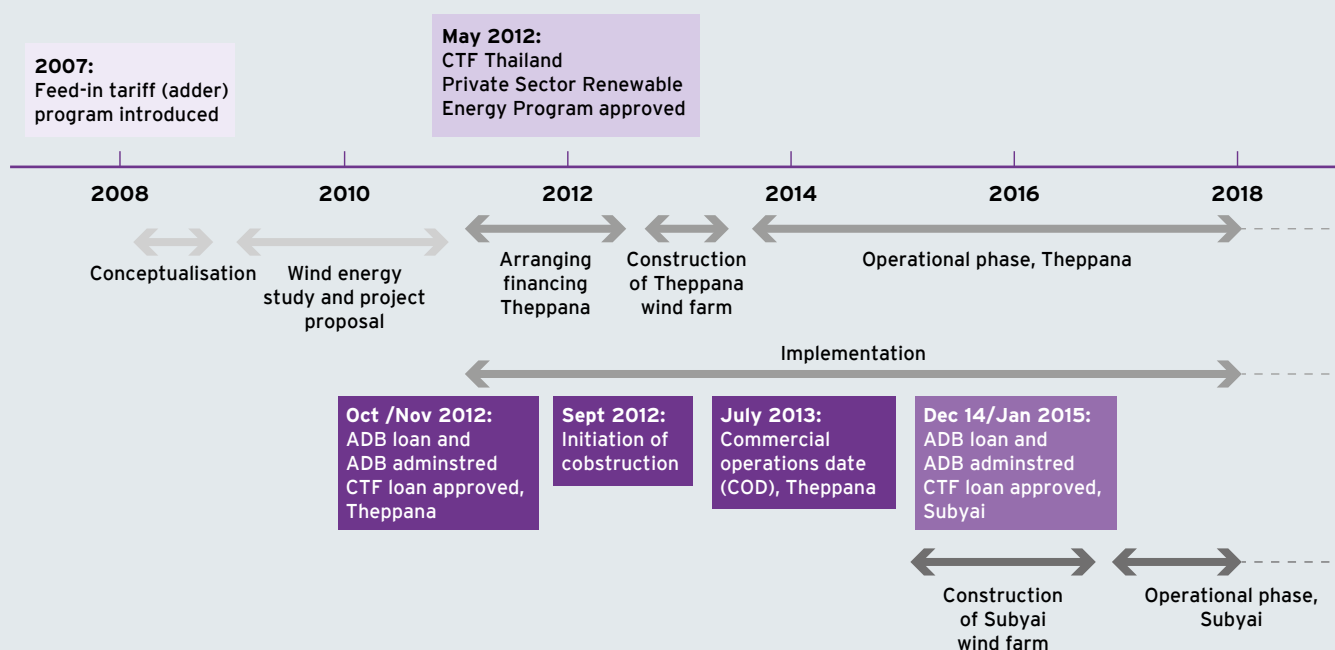 2007:
Feed-in tariff (adder)
program introduced
May 2012:
CTF Thailand
Private Sector Renewable
Energy Program approved
2008
2010
2012
2014
2016
2018
Conceptualisation
Wind energy
study and project
proposal
Arranging
financing
Theppana
Construction
of Theppana
wind farm
Operational phase, Theppana
Implementation
Oct /Nov 2012:
ADB loan and
ADB adminstred
CTF loan approved,
Theppana
Sept 2012:
Initiation of
cobstruction
July 2013:
Commercial
operations date
(COD), Theppana
Dec 14/Jan 2015:
ADB loan and
ADB adminstred
CTF loan approved,
Subyai
Construction
of Subyai
wind farm
Operational phase,
Subyai